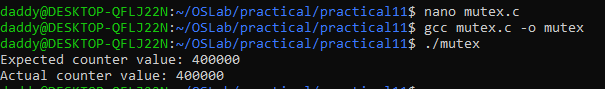 daddy@DESKTOP-QFLJ22N:~/OSLab/practical/practical11$ nano mutex.c
daddy@DESKTOP-QFLJ22N:~/OSLab/practical/practical11$ gcc mutex.c -o mutex
daddy@DESKTOP-QFLJ22N:~/OSLab/practical/practical11$ ./mutex
Expected counter value: 400000
Actual counter value: 400000